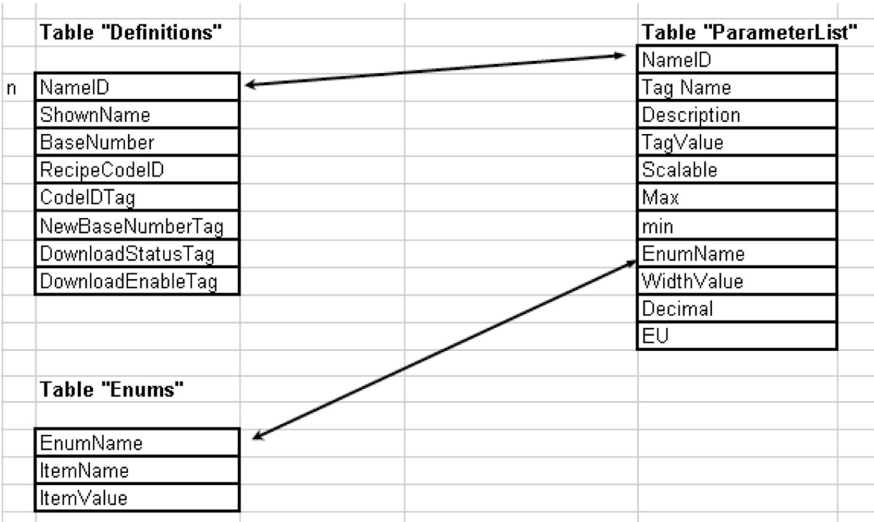 Table "Definitions"
n
NameID
ShownName
BaseNumber
RecipeCodeID
CodeIDTag
NewBaseNumberTag
DownloadStatusTag
DownloadEnableTag
Table "Enums"
EnumName
ItemName
ItemValue
Table "ParameterList"
NameID
Tag Name
Description
TagValue
Scalable
Max
min
EnumName
WidthValue
Decimal
EU